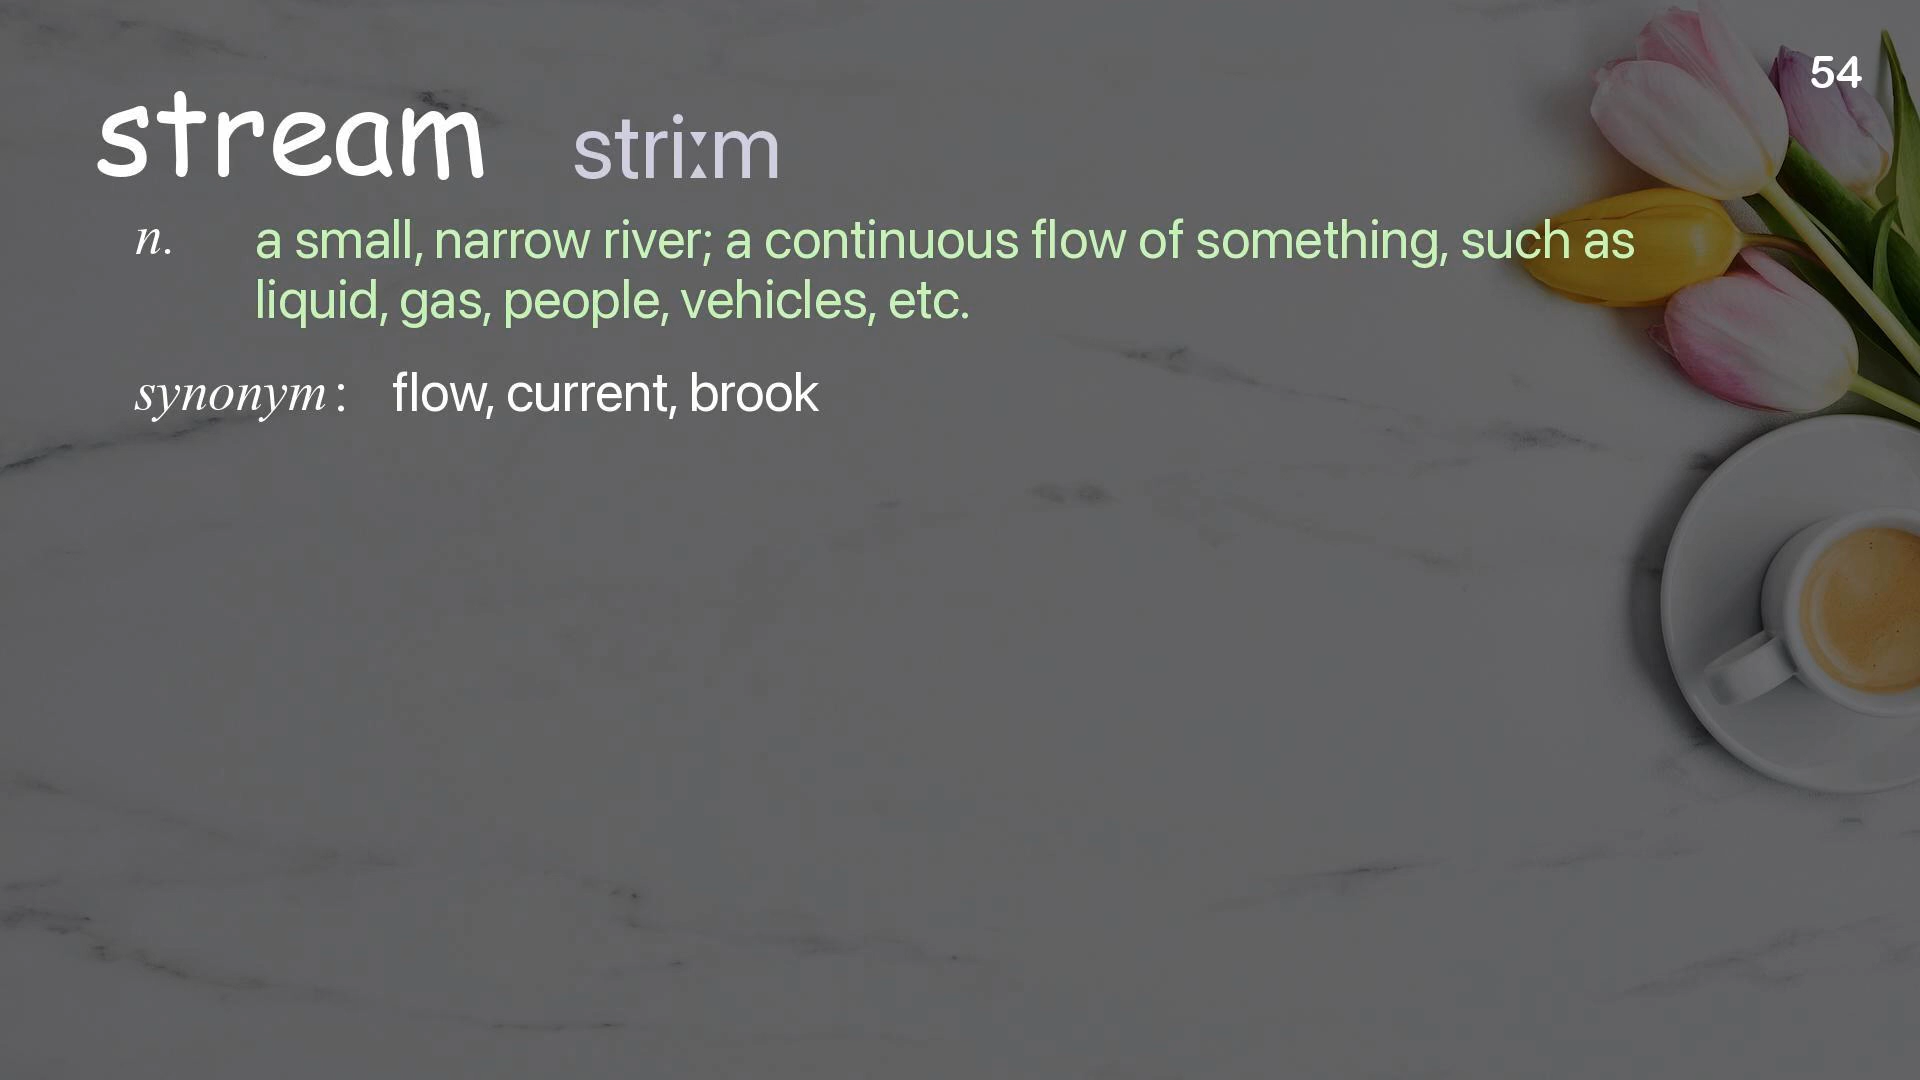 54
stream striːm
n. a small, narrow river; a continuous flow of something, such as
liquid, gas, people, vehicles, etc.
synonym: flow, current, brook